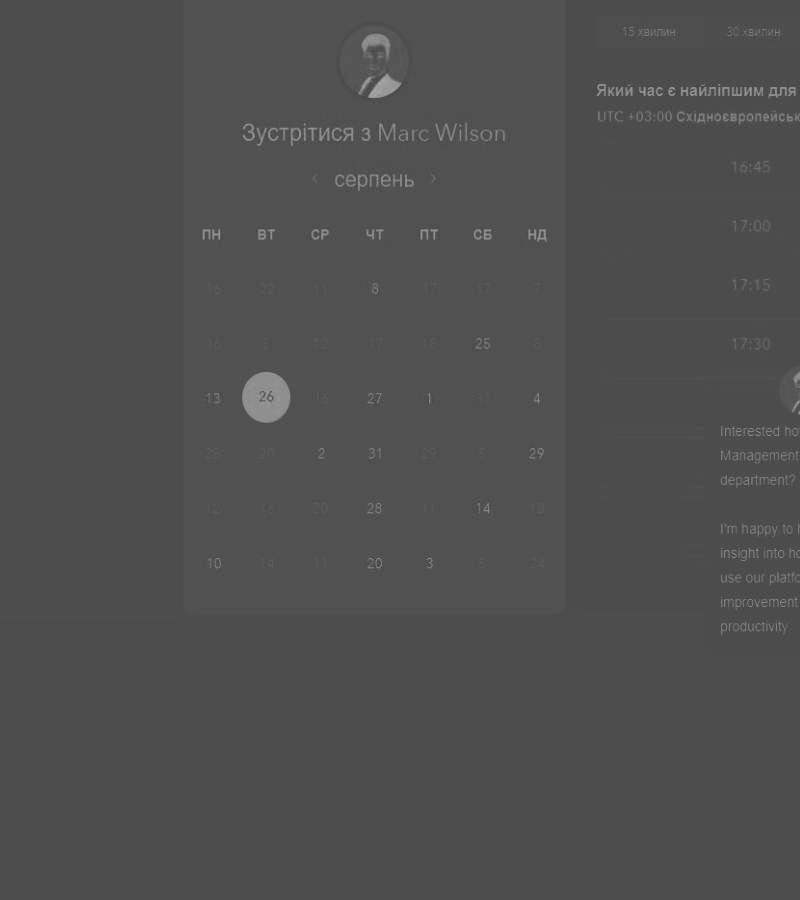 Зустрітися з Marc Wilson
серпень
ПН ВТ СР ЧТ ПТ СБ НД
16 22 11 8 17 17 7
16 5 12 17 25 8
13 26 16 27 1 31 4
28 20 2 31 29 5 29
12 16 20 28 11 14 18
10 14 11 20 3 5 24
15 хвилин 30 хвилин
Який час є найліпшим для
UTC +03:00 Східноєвропейськ
16:45
17:00
17:15
17:30
Interested ho
Management
department?
I'm happy to h
insight into ho
use our platfo
improvement
productivity